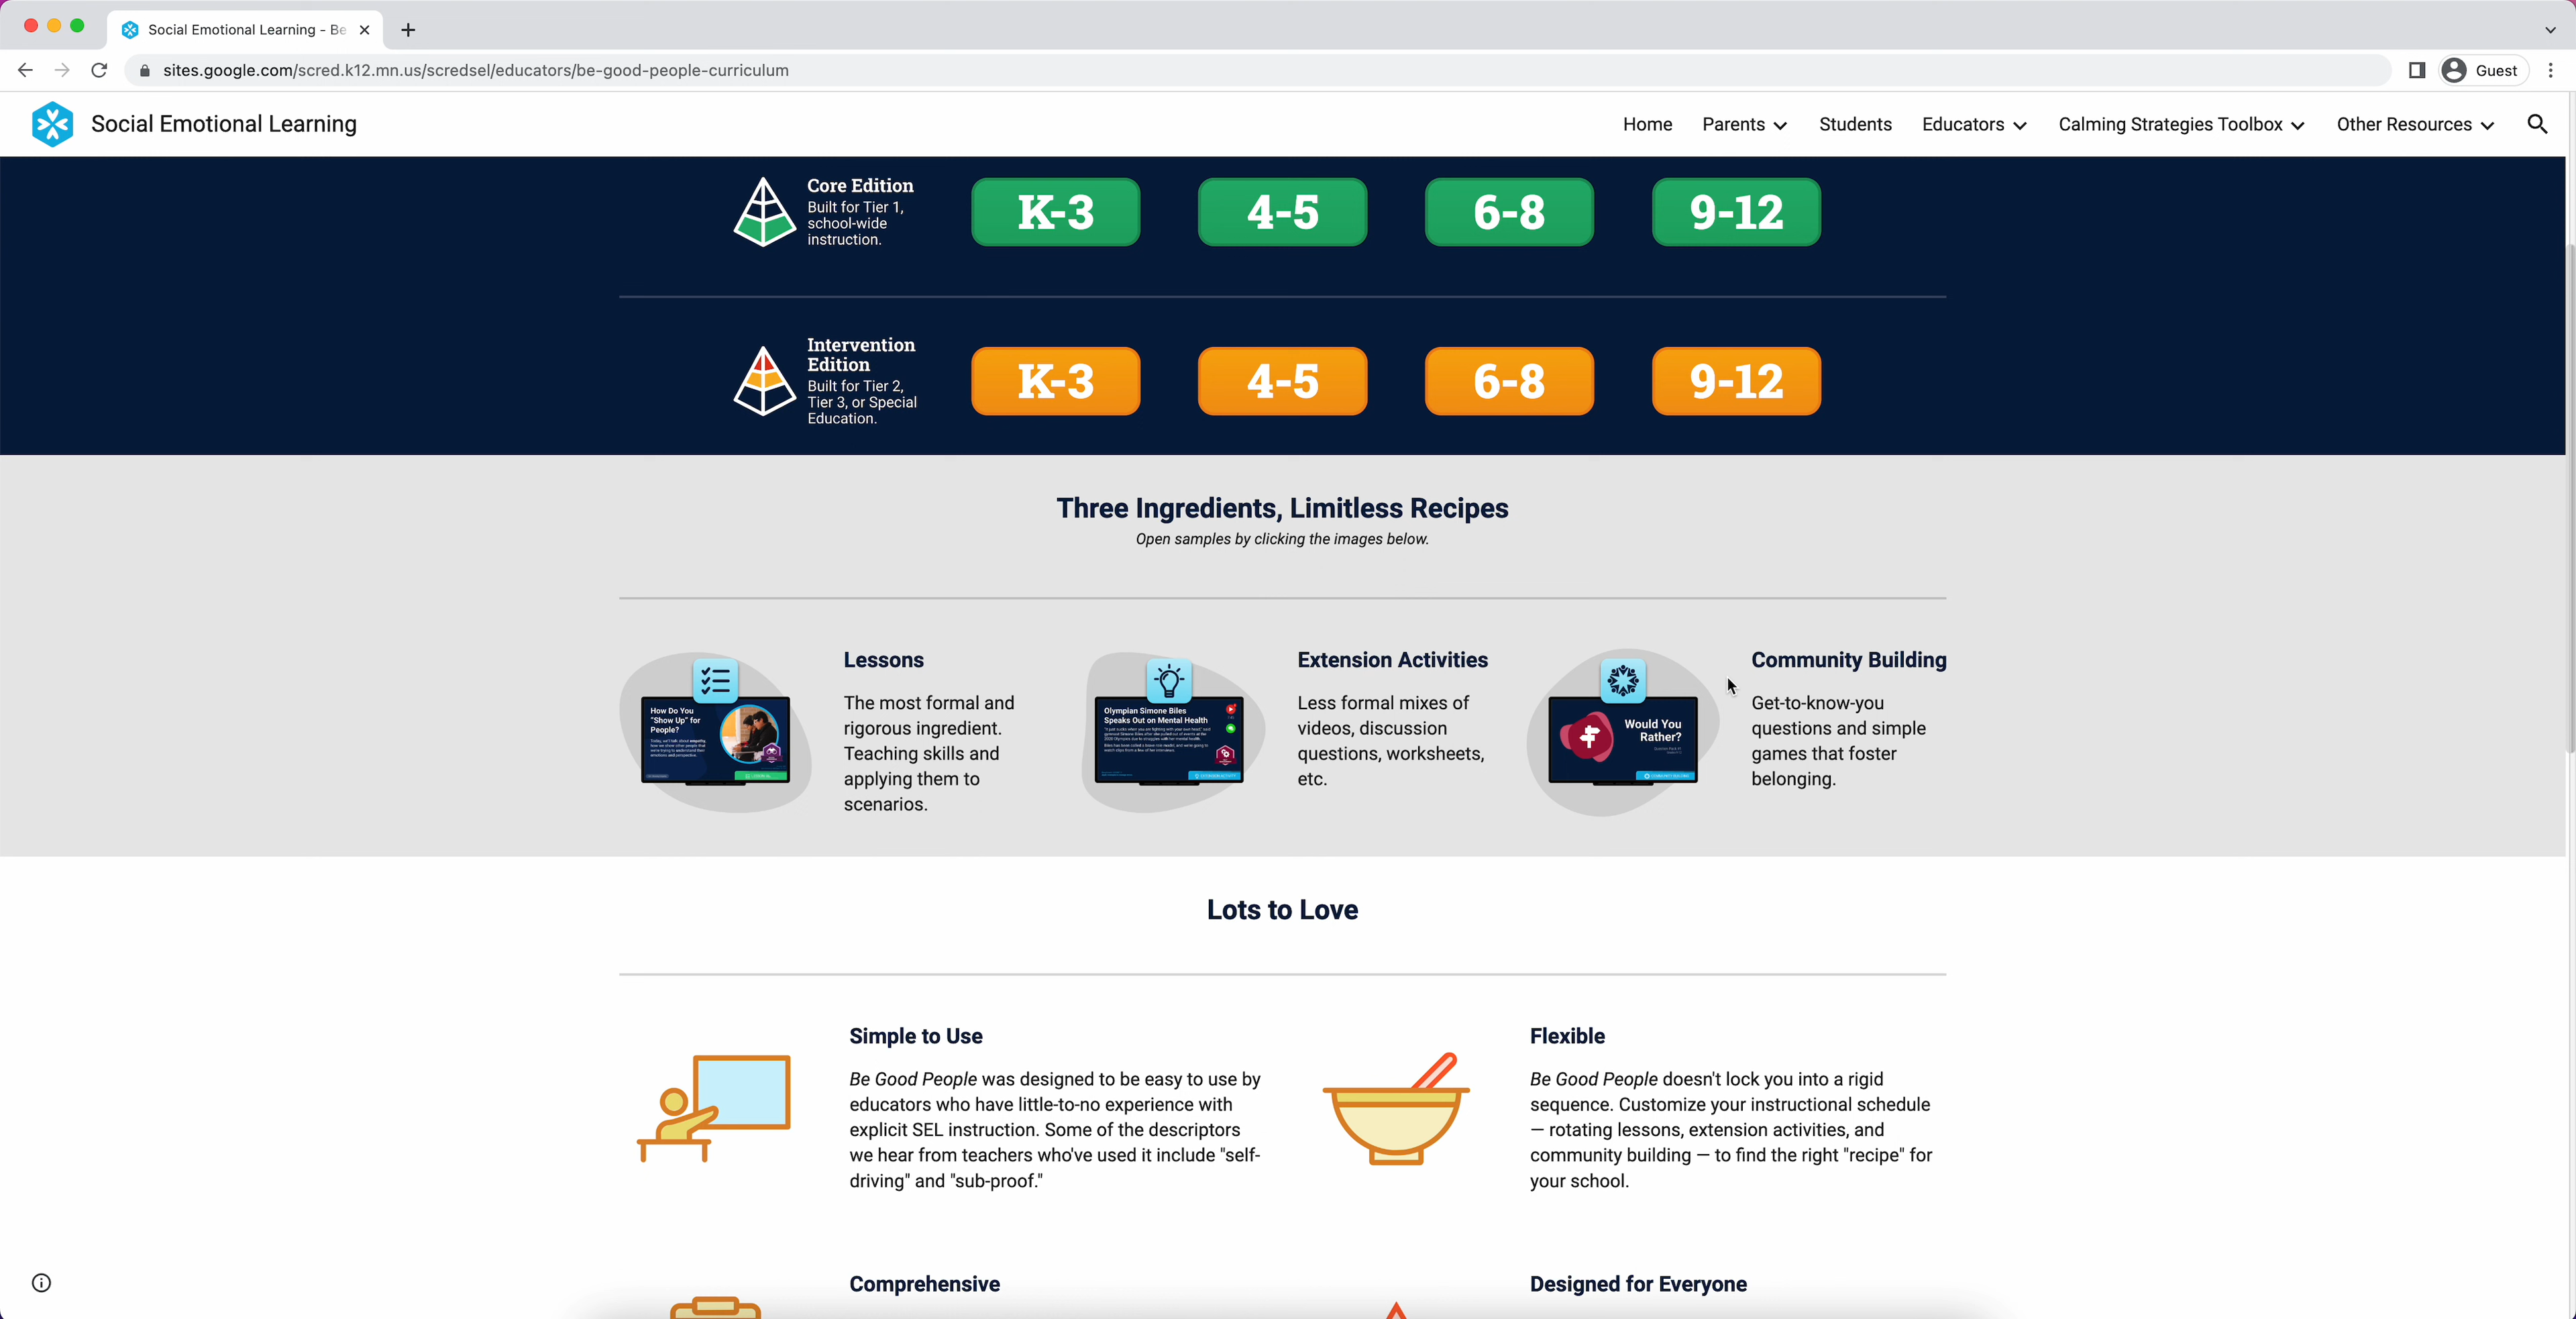 Social Emotional Learning - Be
sites.google.com/scred.k12.mn.us/scredsel/educators/be-good-people-curriculum
Guest
Social Emotional Learning
Home Parents Students Educators Calming Strategies Toolbox Other Resources
Core Edition
Built for Tier 1,
school-wide
instruction.
K-3 4-5 6-8 9-12
Intervention
Edition
Built for Tier 2,
Tier 3, or Special
Education.
K-3 4-5 6-8 9-12
Three Ingredients, Limitless Recipes
Open samples by clicking the images below.
How Do You
"Show Up" for
People?
Lessons
The most formal and
rigorous ingredient.
Teaching skills and
applying them to
scenarios.
Olympian Simone Biles
Speaks Out on Mental Health
Extension Activities
Less formal mixes of
videos, discussion
questions, worksheets,
etc.
Would You
Rather?
Community Building
Get-to-know-you
questions and simple
games that foster
belonging.
Lots to Love
Simple to Use
Be Good People was designed to be easy to use by
educators who have little-to-no experience with
explicit SEL instruction. Some of the descriptors
we hear from teachers who've used it include "self-
driving" and "sub-proof."
Flexible
Be Good People doesn't lock you into a rigid
sequence. Customize your instructional schedule
— rotating lessons, extension activities, and
community building — to find the right "recipe" for
your school.
Comprehensive
Designed for Everyone